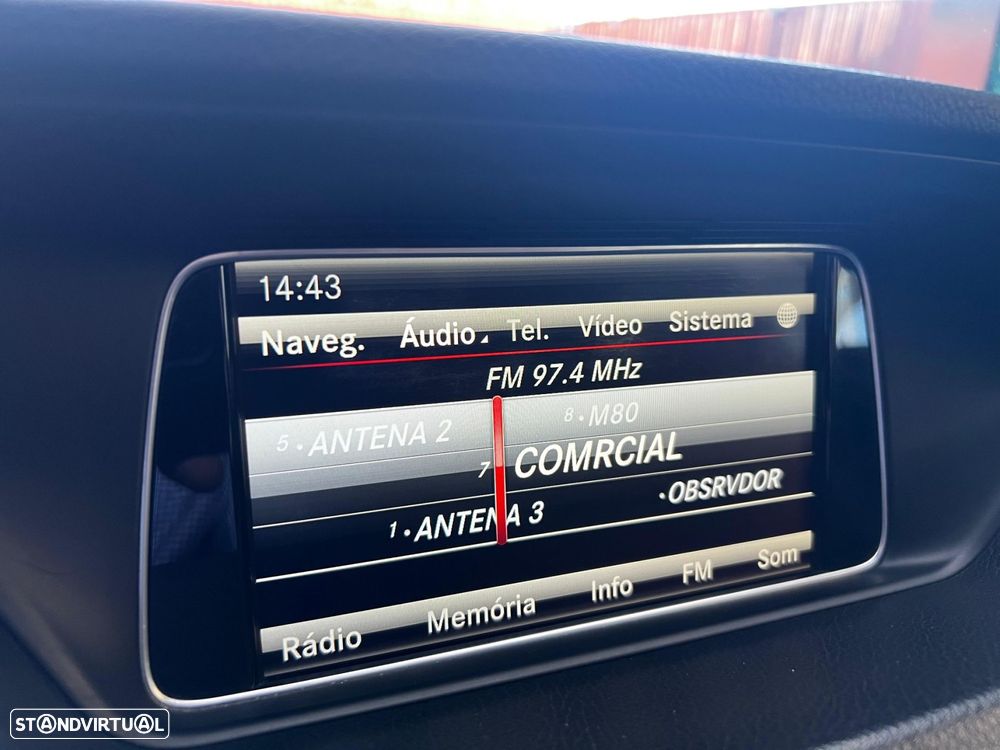 14:43
Naveg. Áudio Tel. Vídeo Sistema
FM 97.4 MHz
5 • ANTENA 2 8 • M80
7 COMRCIAL
1 • ANTENA 3 • OBSRVDOR
Rádio Memória Info FM Som
STANDVIRTUAL